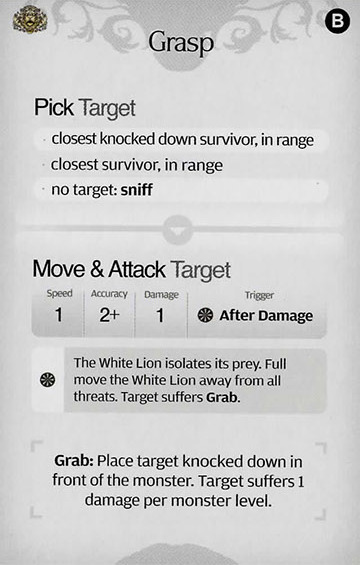 B
Grasp
Pick Target
· closest knocked down survivor, in range
· closest survivor, in range
· no target: sniff
Move & Attack Target
Speed Accuracy Damage Trigger
1 2+ 1 After Damage
The White Lion isolates its prey. Full
move the White Lion away from all
threats. Target suffers Grab.
Grab: Place target knocked down in
front of the monster. Target suffers 1
damage per monster level.